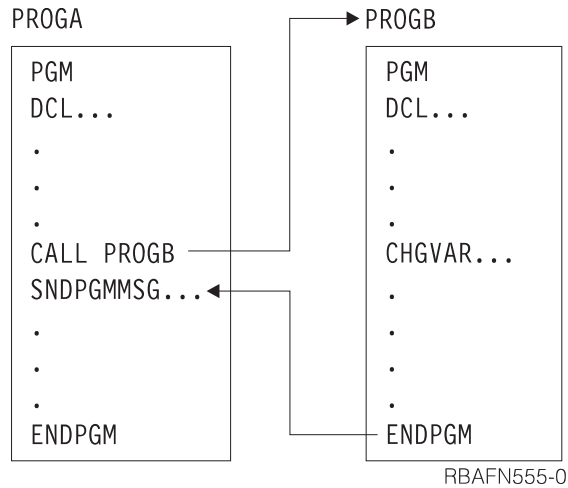 PROGA
PGM
DCL...
.
.
.
CALL PROGB
SNDPGMMSG...
.
.
.
ENDPGM
PROGB
PGM
DCL...
.
.
.
CHGVAR...
.
.
.
.
ENDPGM
RBAFN555-0